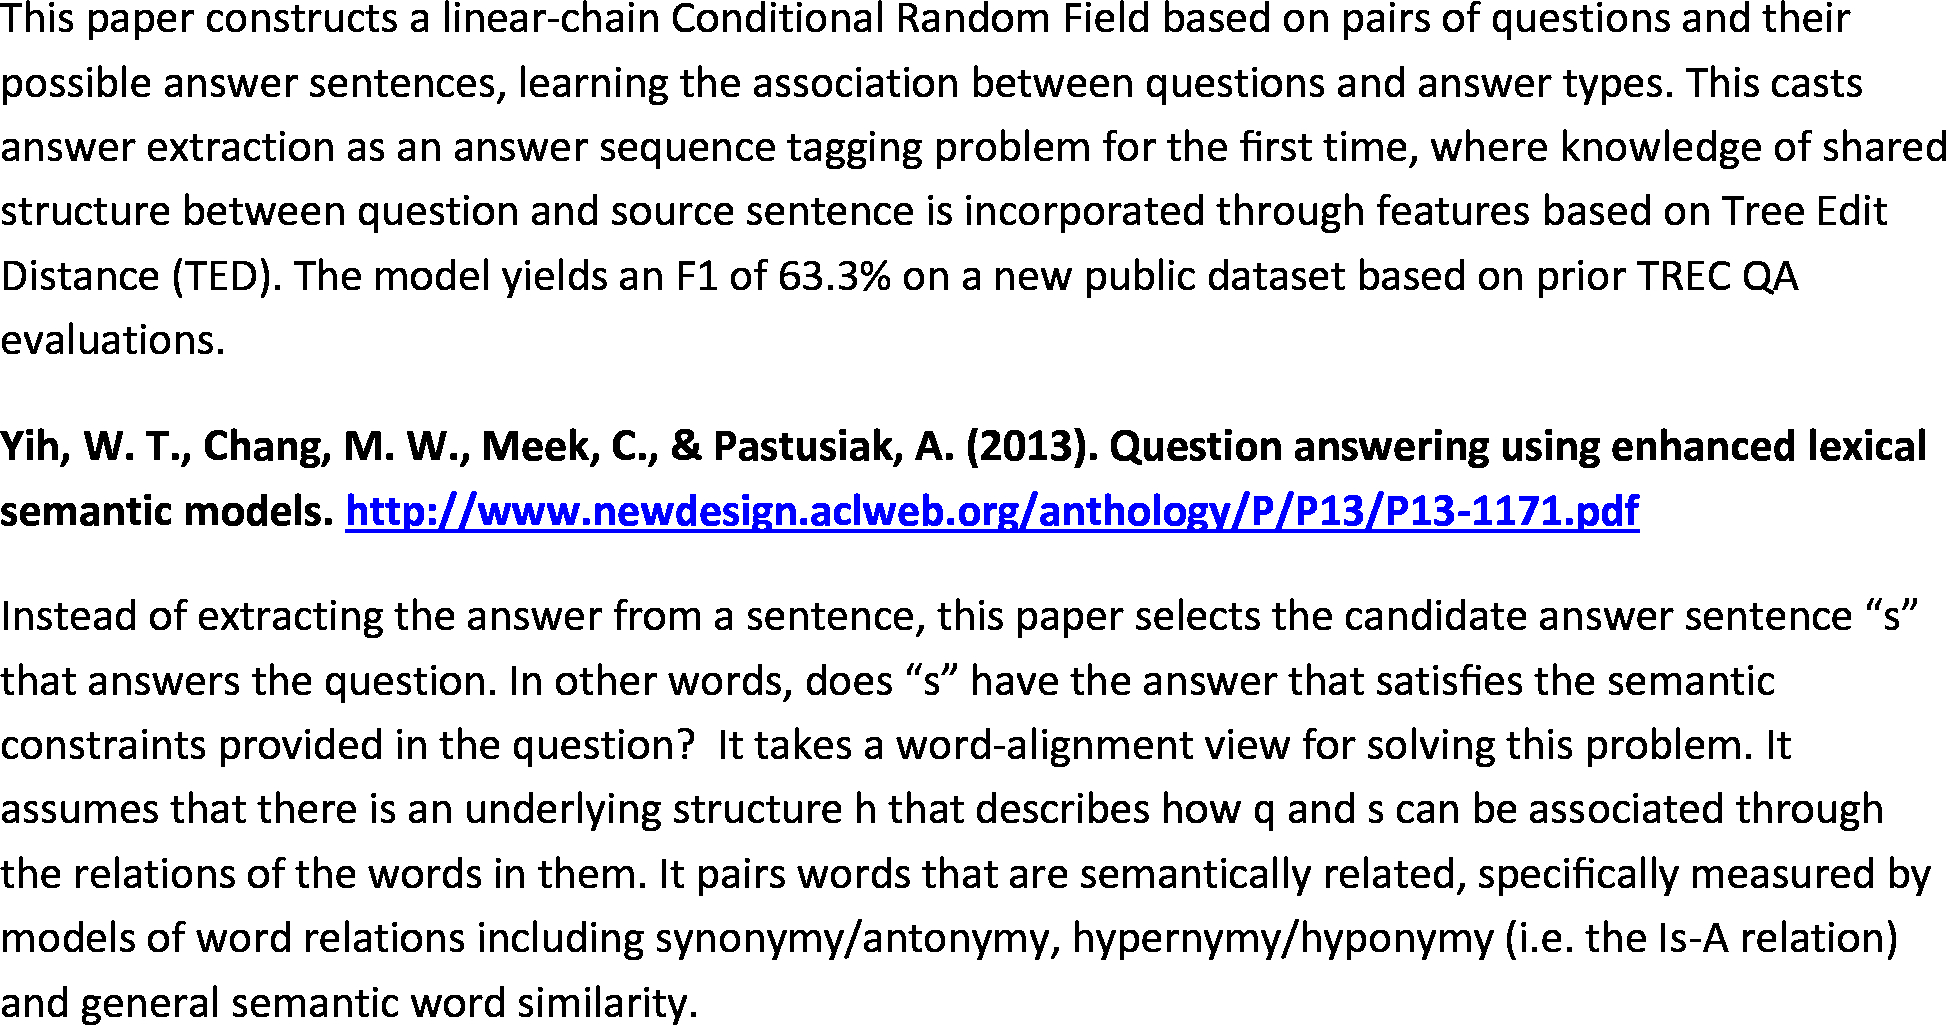 This paper constructs a linear-chain Conditional Random Field based on pairs of questions and their
possible answer sentences, learning the association between questions and answer types. This casts
answer extraction as an answer sequence tagging problem for the first time, where knowledge of shared
structure between question and source sentence is incorporated through features based on Tree Edit
Distance (TED). The model yields an F1 of 63.3% on a new public dataset based on prior TREC QA
evaluations.
Yih, W. T., Chang, M. W., Meek, C., & Pastusiak, A. (2013). Question answering using enhanced lexical
semantic models. http://www.newdesign.aclweb.org/anthology/P/P13/P13-1171.pdf
Instead of extracting the answer from a sentence, this paper selects the candidate answer sentence “s”
that answers the question. In other words, does “s” have the answer that satisfies the semantic
constraints provided in the question?  It takes a word-alignment view for solving this problem. It
assumes that there is an underlying structure h that describes how q and s can be associated through
the relations of the words in them. It pairs words that are semantically related, specifically measured by
models of word relations including synonymy/antonymy, hypernymy/hyponymy (i.e. the Is-A relation)
and general semantic word similarity.